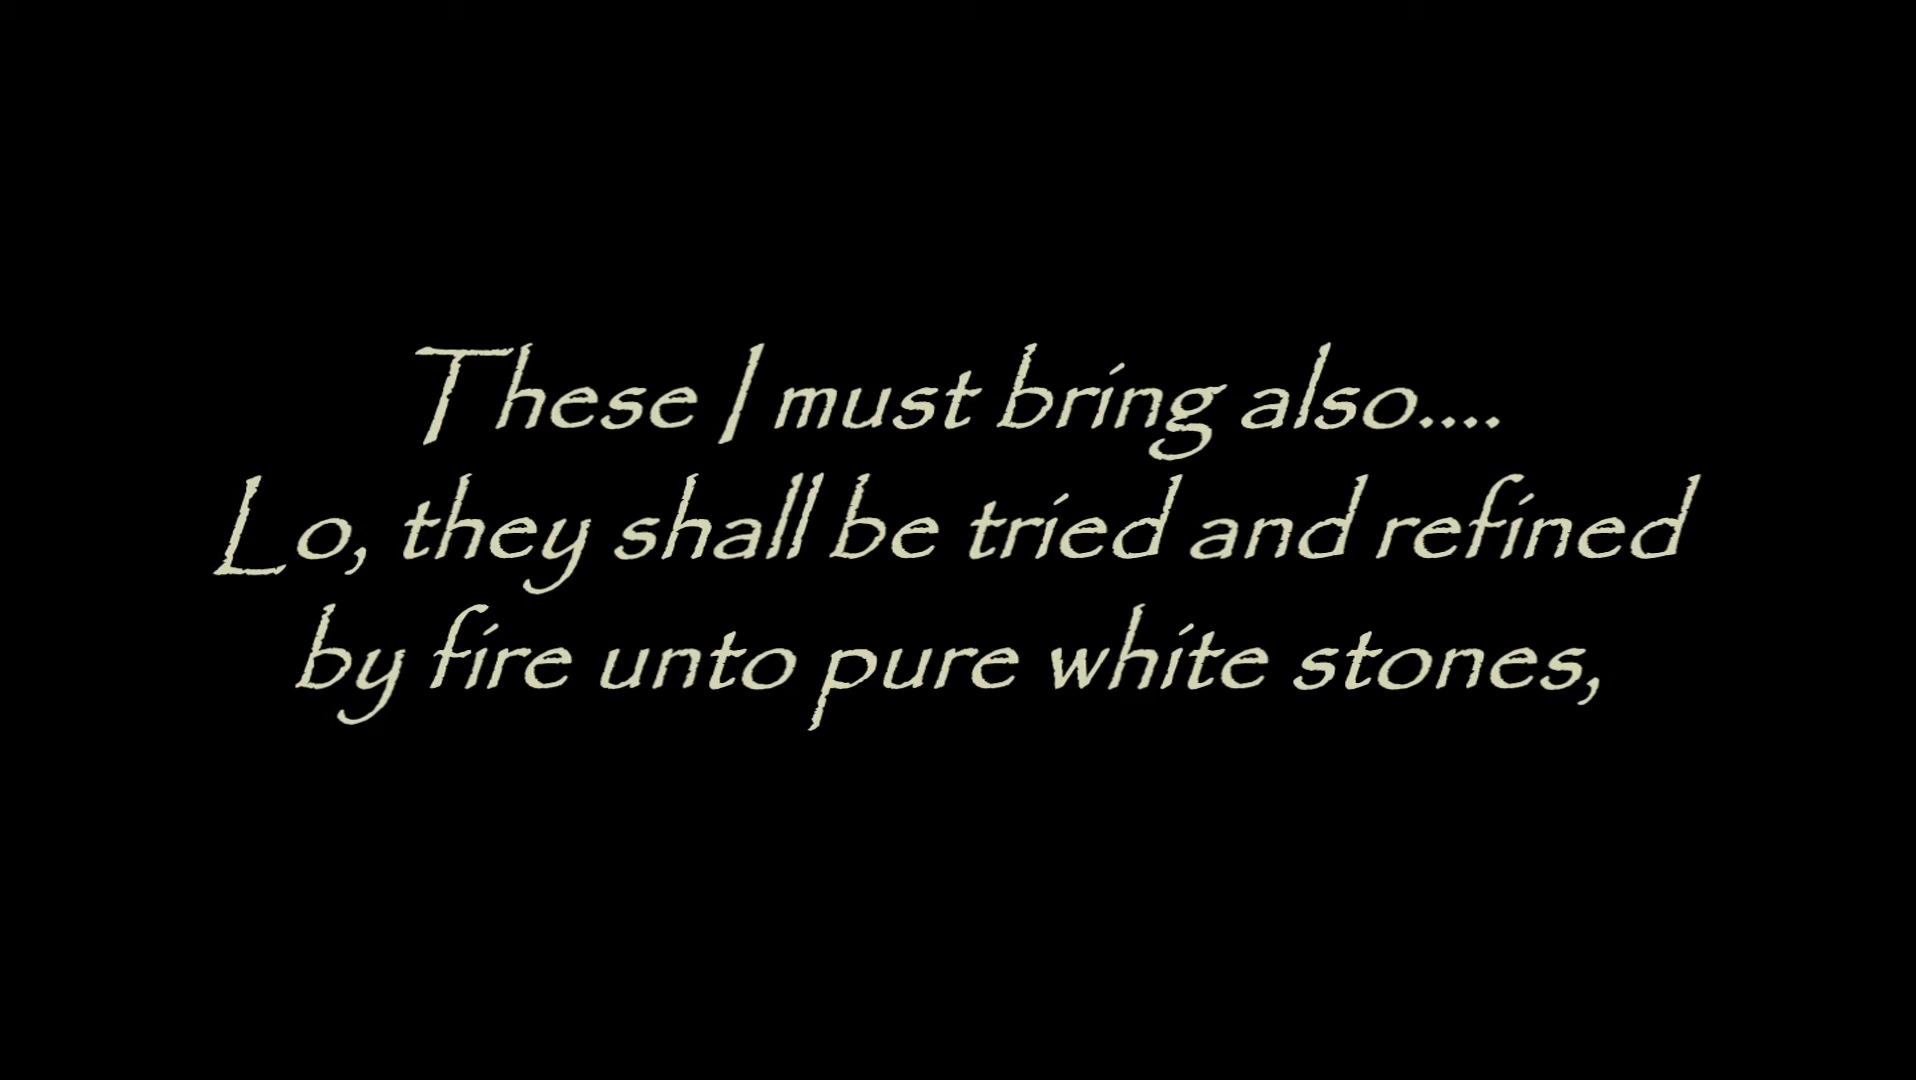 These I must bring also....
Lo, they shall be tried and refined
by fire unto pure white stones,